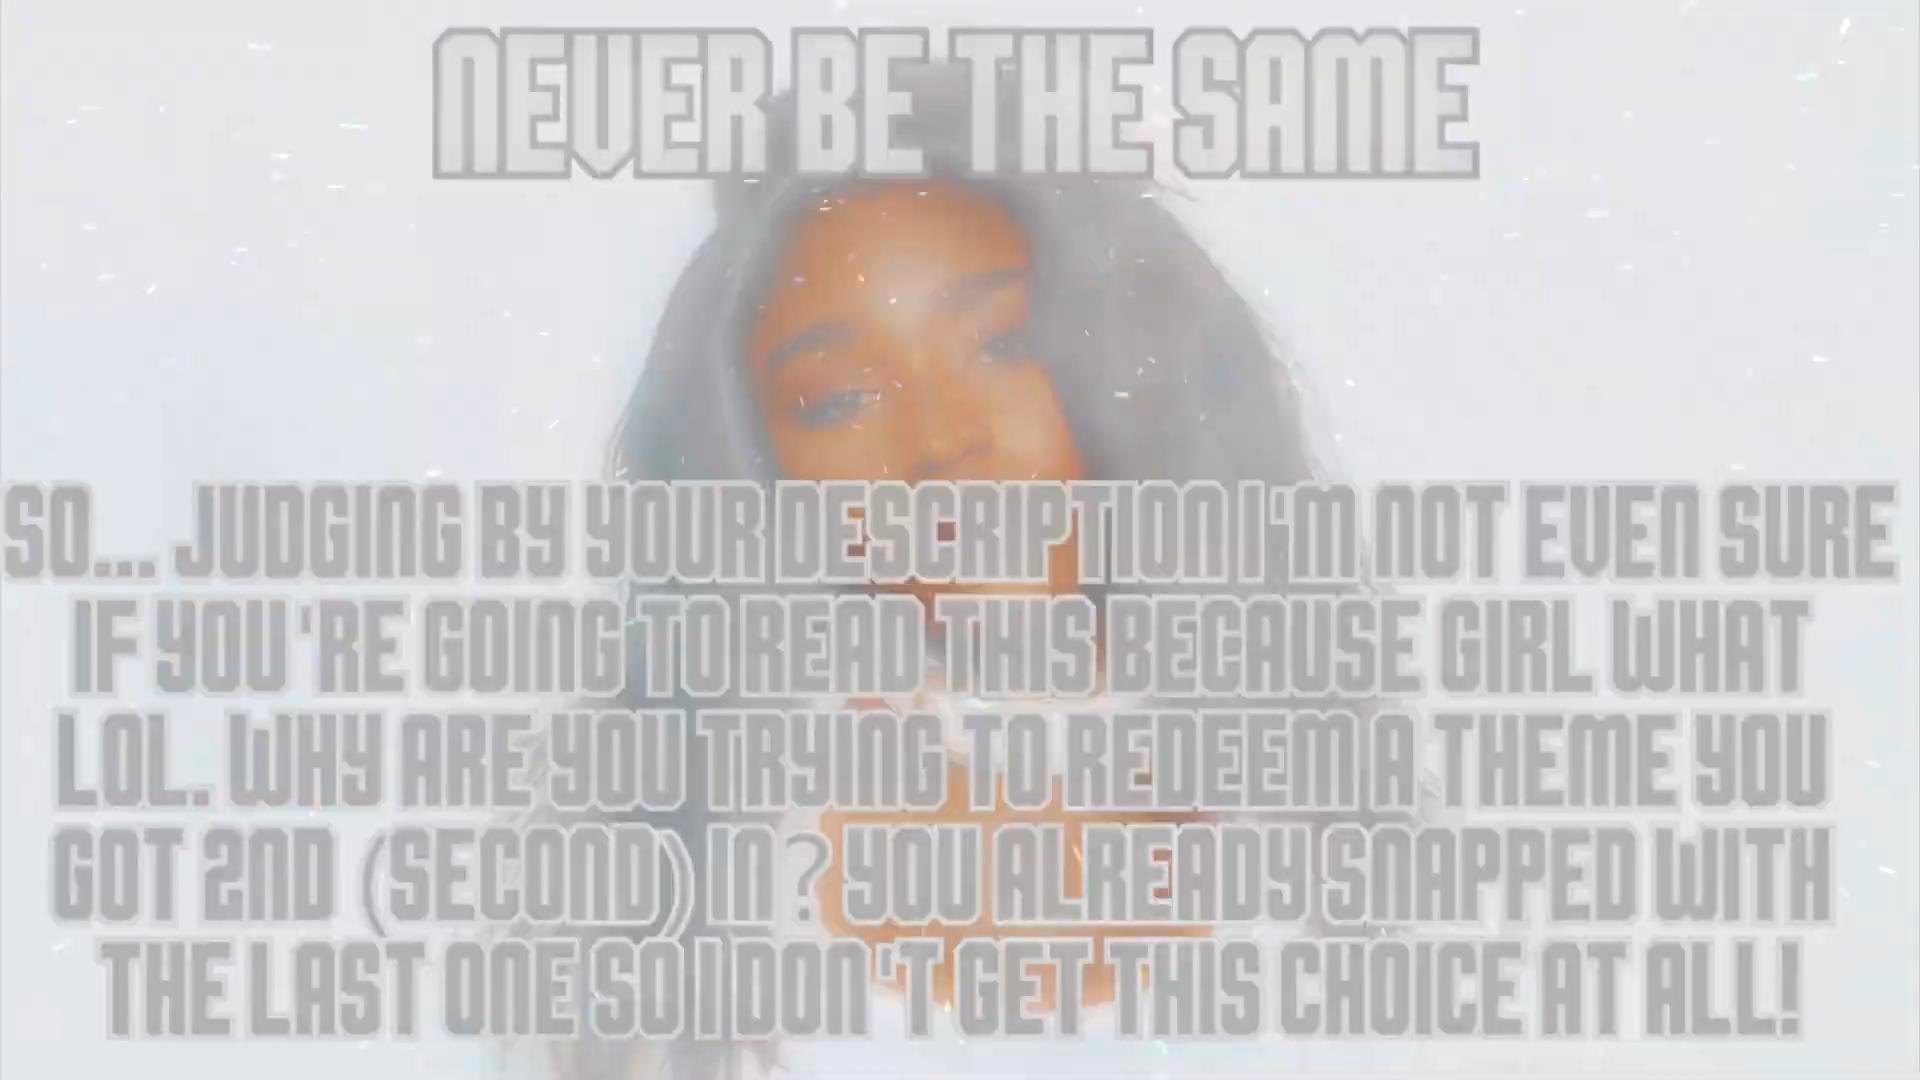 NEVER BE THE SAME
SO... JUDGING BY YOUR DESCRIPTION I'M NOT EVEN SURE
IF YOU'RE GOING TO READ THIS BECAUSE GIRL WHAT
LOL. WHY ARE YOU TRYING TO REDEEM A THEME YOU
GOT 2ND (SECOND) IN? YOU ALREADY SNAPPED WITH
THE LAST ONE SO I DON'T GET THIS CHOICE AT ALL!